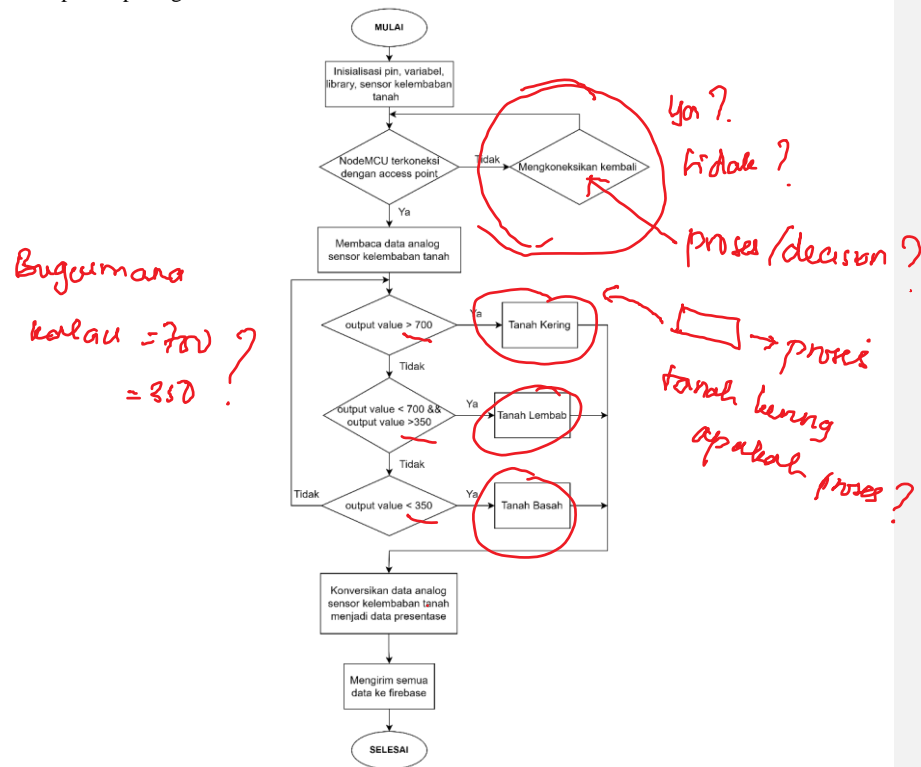 MULAI
Inisialisasi pin, variabel,
library, sensor kelembaban
tanah
NodeMCU terkoneksi
dengan access point
Tidak
Mengkoneksikan kembali
ya ?
tidak ?
proses/decision ?
Ya
Membaca data analog
sensor kelembaban tanah
Bagaimana
kalau =700
=350 ?
output value > 700
Ya
Tanah Kering
proses
tanah kering
apakah proses ?
Tidak
output value < 700 &&
output value >350
Ya
Tanah Lembab
Tidak
output value < 350
Ya
Tanah Basah
Tidak
Konversikan data analog
sensor kelembaban tanah
menjadi data presentase
Mengirim semua
data ke firebase
SELESAI